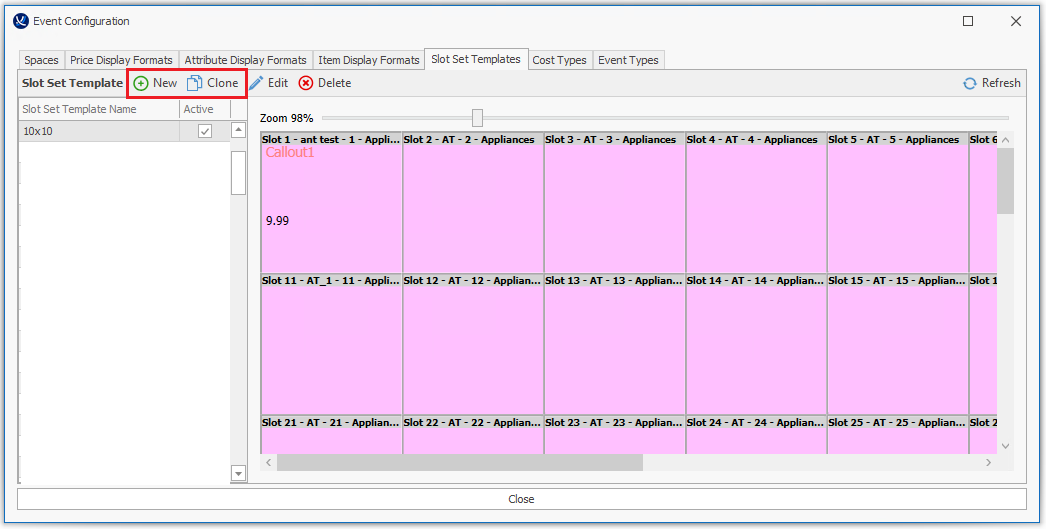 Event Configuration
Spaces Price Display Formats Attribute Display Formats Item Display Formats Slot Set Templates Cost Types Event Types
Slot Set Template New Clone Edit Delete Refresh
Slot Set Template Name Active
10x10
Zoom 98%
Slot 1 - ant test - 1 - Appli... Slot 2 - AT - 2 - Appliances Slot 3 - AT - 3 - Appliances Slot 4 - AT - 4 - Appliances Slot 5 - AT - 5 - Appliances Slot 6
Callout1
9.99
Slot 11 - AT_1 - 11 - Appli... Slot 12 - AT - 12 - Applian... Slot 13 - AT - 13 - Applian... Slot 14 - AT - 14 - Applian... Slot 15 - AT - 15 - Applian... Slot 1
Slot 21 - AT - 21 - Applian... Slot 22 - AT - 22 - Applian... Slot 23 - AT - 23 - Applian... Slot 24 - AT - 24 - Applian... Slot 25 - AT - 25 - Applian... Slot 2
Close